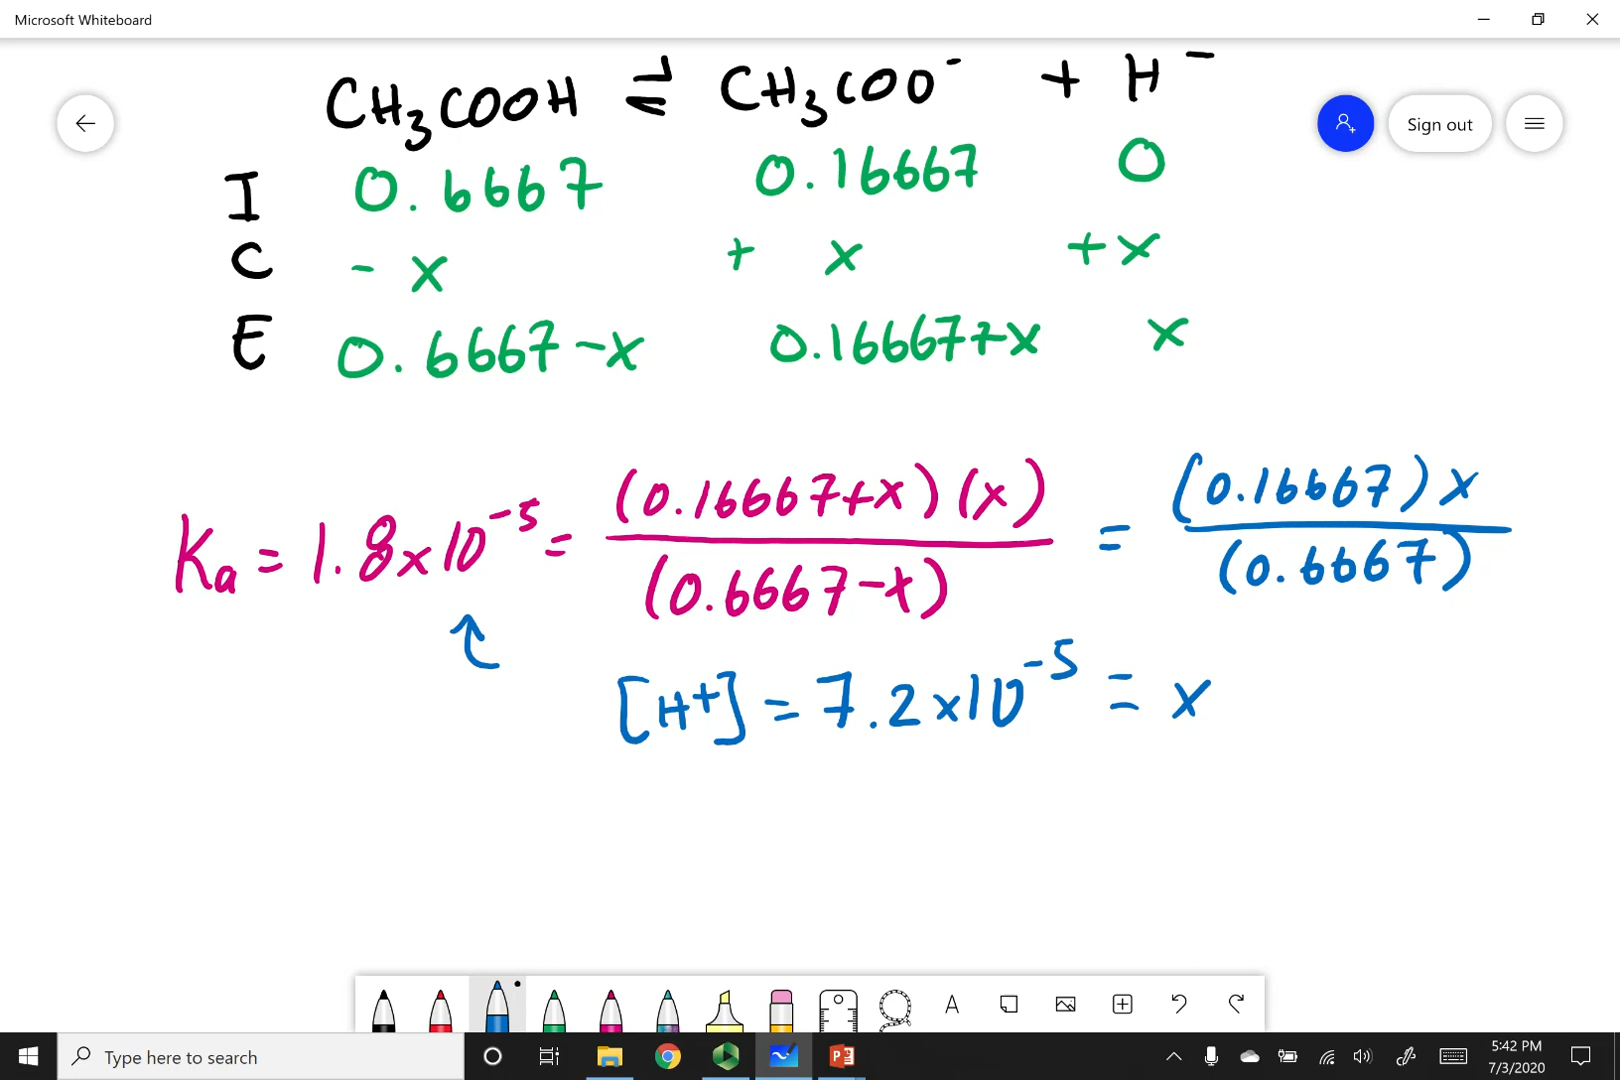 Microsoft Whiteboard
CH₃COOH ⇌ CH₃COO⁻ + H⁻
Sign out
I 0.6667 0.16667 0
C - x + x +x
E 0.6667-x 0.16667+x x
Ka = 1.8x10⁻⁵ = (0.16667+x)(x) / (0.6667-x) = (0.16667)x / (0.6667)
[H+] = 7.2x10⁻⁵ = x
A
Type here to search
5:42 PM
7/3/2020